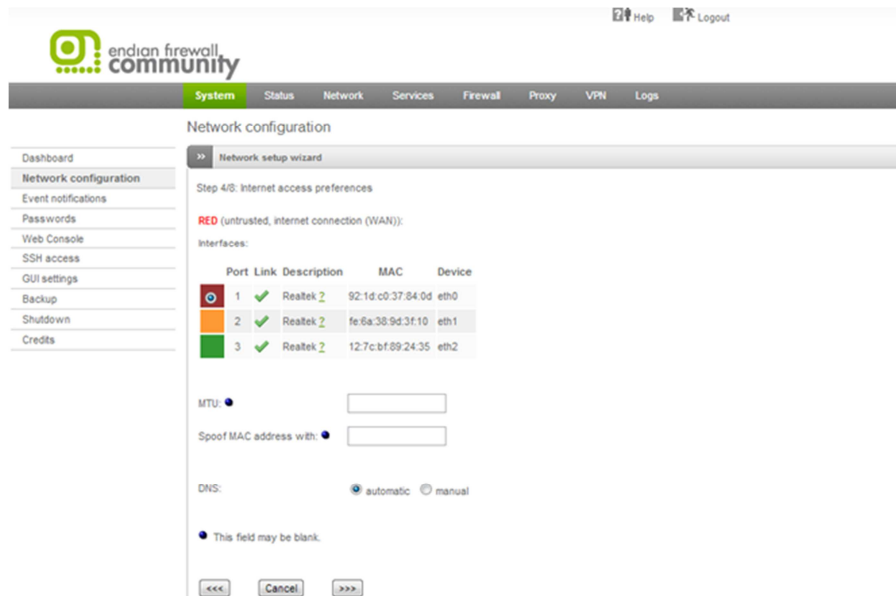 Help Logout
endian firewall
community
System Status Network Services Firewall Proxy VPN Logs
Network configuration
Dashboard
Network configuration
Event notifications
Passwords
Web Console
SSH access
GUI settings
Backup
Shutdown
Credits
>> Network setup wizard
Step 4/8: Internet access preferences
RED (untrusted, internet connection (WAN)):
Interfaces:
Port Link Description MAC Device
1 Realtek ? 92:1d:c0:37:84:0d eth0
2 Realtek ? fe:6a:38:9d:3f:10 eth1
3 Realtek ? 12:7c:bf:89:24:35 eth2
MTU:
Spoof MAC address with:
DNS: automatic manual
This field may be blank.
<<< Cancel >>>